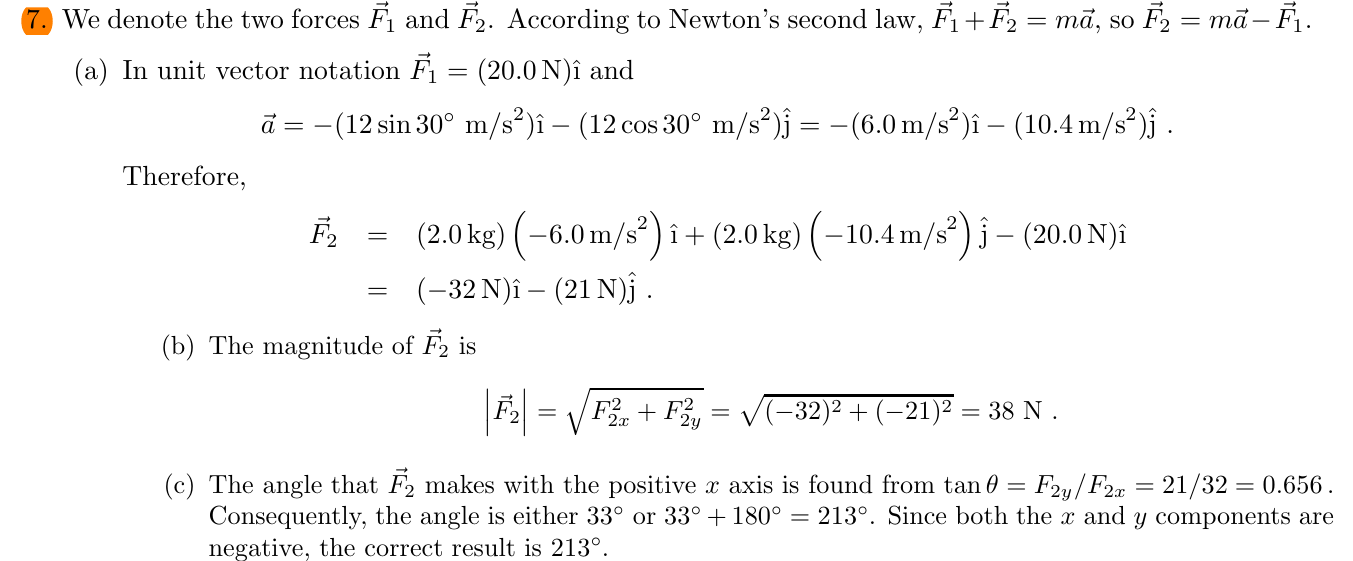 7. We denote the two forces F⃗₁ and F⃗₂. According to Newton's second law, F⃗₁ + F⃗₂ = ma⃗, so F⃗₂ = ma⃗ − F⃗₁.
(a) In unit vector notation F⃗₁ = (20.0 N)î and
a⃗ = −(12 sin 30° m/s²)î − (12 cos 30° m/s²)ĵ = −(6.0 m/s²)î − (10.4 m/s²)ĵ .
Therefore,
F⃗₂ = (2.0 kg) (−6.0 m/s²) î + (2.0 kg) (−10.4 m/s²) ĵ − (20.0 N)î
= (−32 N)î − (21 N)ĵ .
(b) The magnitude of F⃗₂ is
|F⃗₂| = √(F₂ₓ² + F₂ᵧ²) = √((−32)² + (−21)²) = 38 N .
(c) The angle that F⃗₂ makes with the positive x axis is found from tan θ = F₂ᵧ/F₂ₓ = 21/32 = 0.656 .
Consequently, the angle is either 33° or 33° + 180° = 213°. Since both the x and y components are
negative, the correct result is 213°.